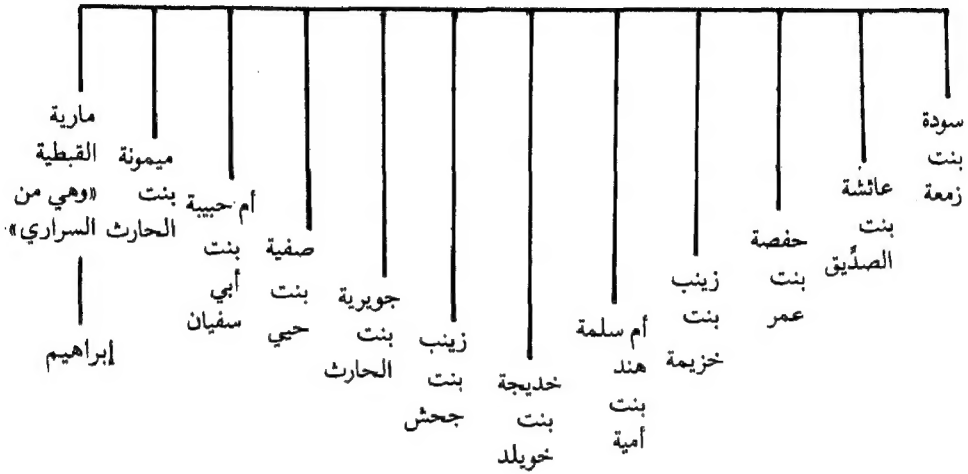 سودة
بنت
زمعة
عائشة
بنت
الصدِّيق
حفصة
بنت
عمر
زينب
بنت
خزيمة
أم سلمة
هند
بنت
أمية
خديجة
بنت
خويلد
زينب
بنت
جحش
جويرية
بنت
الحارث
صفية
بنت
حيي
أم حبيبة
بنت
أبي
سفيان
ميمونة
بنت
الحارث
مارية
القبطية
«وهي من
السراري»
إبراهيم